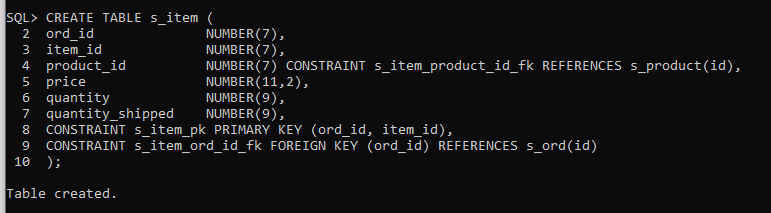 SQL> CREATE TABLE s_item (
  2  ord_id              NUMBER(7),
  3  item_id             NUMBER(7),
  4  product_id          NUMBER(7) CONSTRAINT s_item_product_id_fk REFERENCES s_product(id),
  5  price               NUMBER(11,2),
  6  quantity            NUMBER(9),
  7  quantity_shipped    NUMBER(9),
  8  CONSTRAINT s_item_pk PRIMARY KEY (ord_id, item_id),
  9  CONSTRAINT s_item_ord_id_fk FOREIGN KEY (ord_id) REFERENCES s_ord(id)
 10  );
Table created.